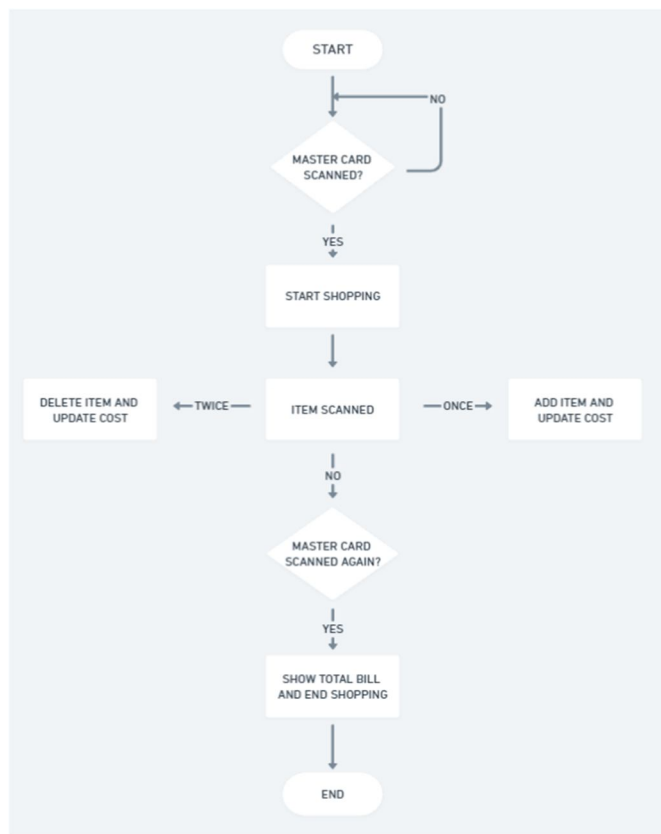 START
NO
MASTER CARD
SCANNED?
YES
START SHOPPING
DELETE ITEM AND
UPDATE COST
TWICE
ITEM SCANNED
ONCE
ADD ITEM AND
UPDATE COST
NO
MASTER CARD
SCANNED AGAIN?
YES
SHOW TOTAL BILL
AND END SHOPPING
END